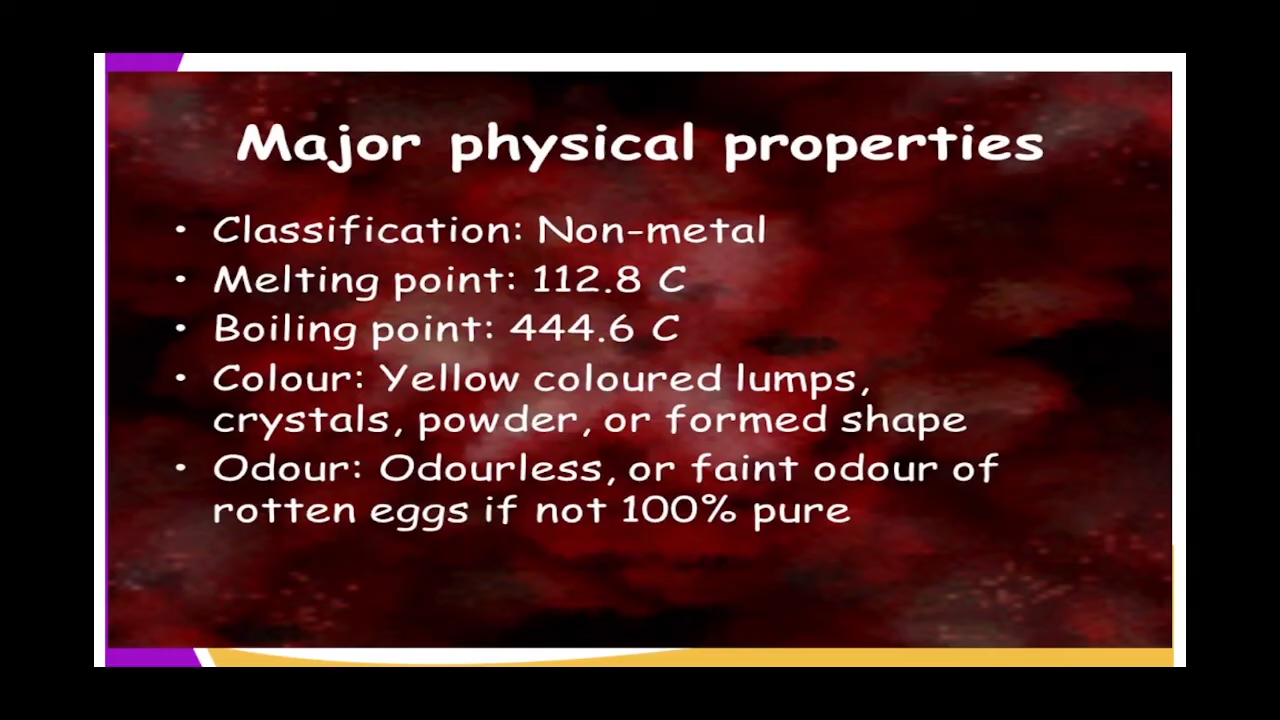 Major physical properties
• Classification: Non-metal
• Melting point: 112.8 C
• Boiling point: 444.6 C
• Colour: Yellow coloured lumps,
crystals, powder, or formed shape
• Odour: Odourless, or faint odour of
rotten eggs if not 100% pure